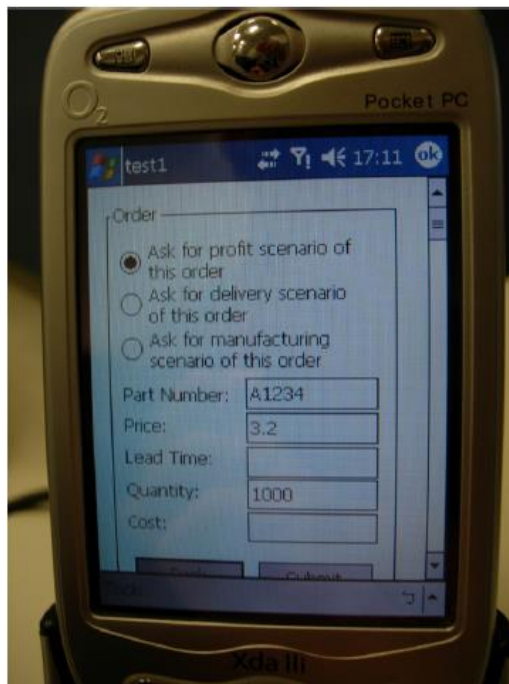 O2
Pocket PC
test1
17:11
ok
Order
Ask for profit scenario of
this order
Ask for delivery scenario
of this order
Ask for manufacturing
scenario of this order
Part Number: A1234
Price: 3.2
Lead Time:
Quantity: 1000
Cost:
Submit
Xda IIi